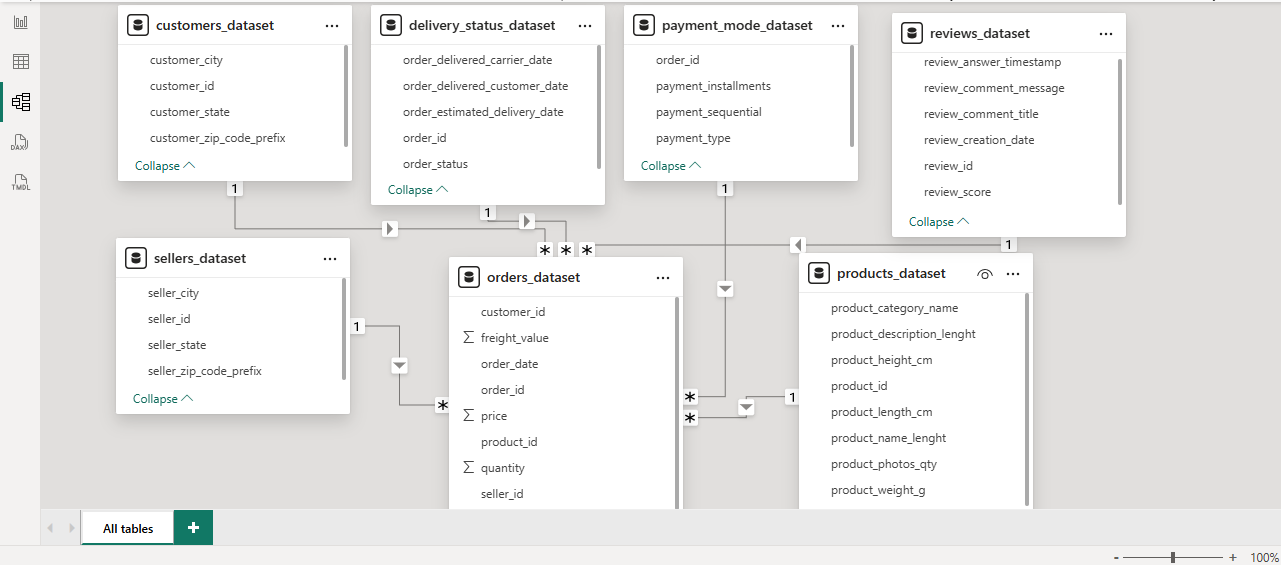 customers_dataset ...
customer_city
customer_id
customer_state
customer_zip_code_prefix
Collapse
delivery_status_dataset ...
order_delivered_carrier_date
order_delivered_customer_date
order_estimated_delivery_date
order_id
order_status
Collapse
payment_mode_dataset ...
order_id
payment_installments
payment_sequential
payment_type
Collapse
reviews_dataset ...
review_answer_timestamp
review_comment_message
review_comment_title
review_creation_date
review_id
review_score
Collapse
DAX
TMDL
1
1
1
1
* * *
sellers_dataset ...
seller_city
seller_id
seller_state
seller_zip_code_prefix
Collapse
1
*
orders_dataset ...
customer_id
Σ freight_value
order_date
order_id
Σ price
product_id
Σ quantity
seller_id
*
*
1
products_dataset ...
product_category_name
product_description_lenght
product_height_cm
product_id
product_length_cm
product_name_lenght
product_photos_qty
product_weight_g
All tables +
- + 100%